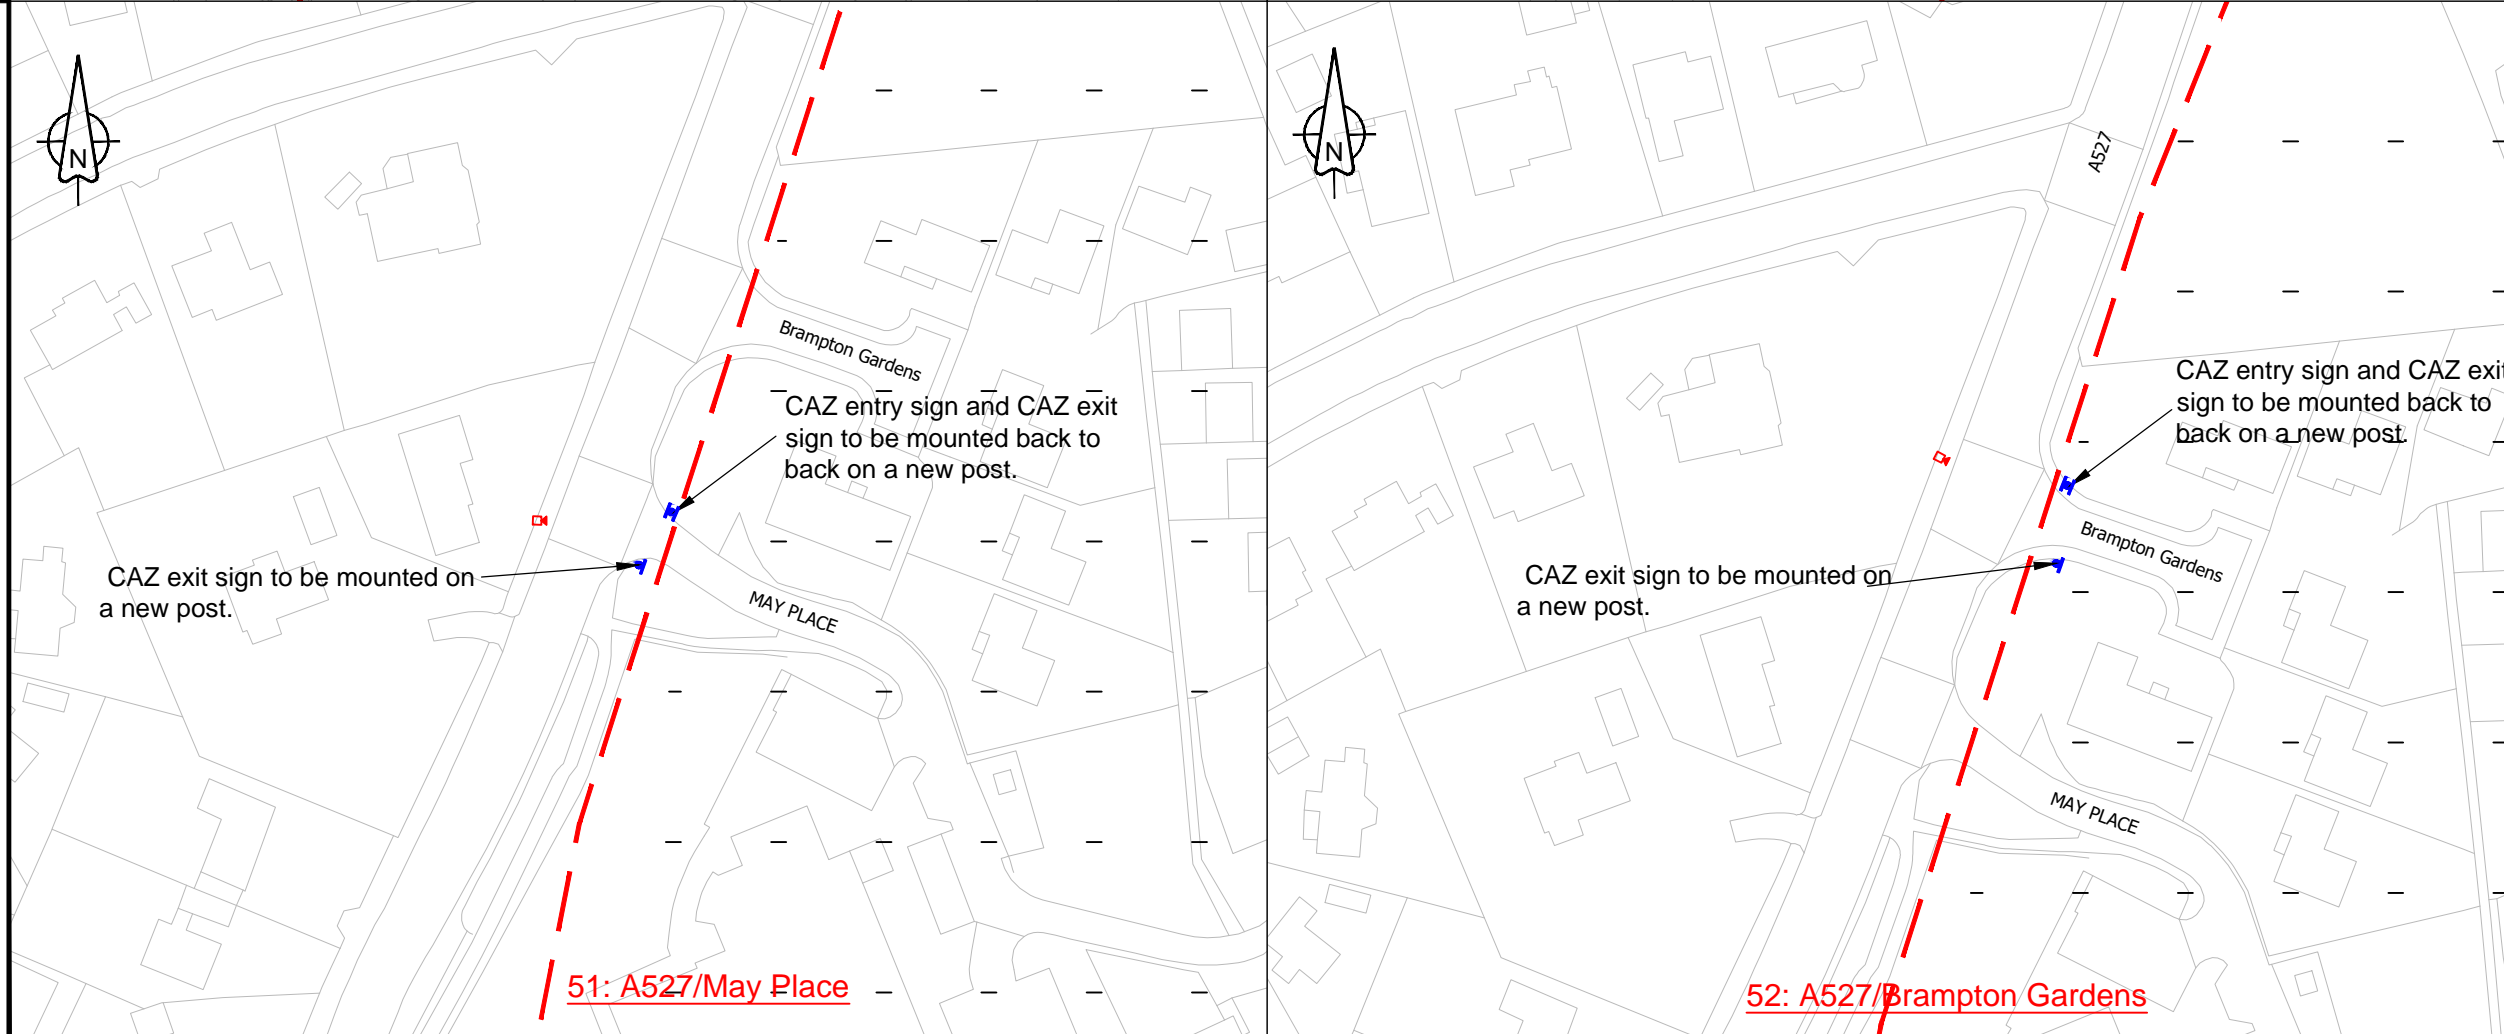 N
Brampton Gardens
CAZ entry sign and CAZ exit
sign to be mounted back to
back on a new post.
CAZ exit sign to be mounted on
a new post.
MAY PLACE
51: A527/May Place
N
A527
CAZ entry sign and CAZ exit
sign to be mounted back to
back on a new post.
Brampton Gardens
CAZ exit sign to be mounted on
a new post.
MAY PLACE
52: A527/Brampton Gardens